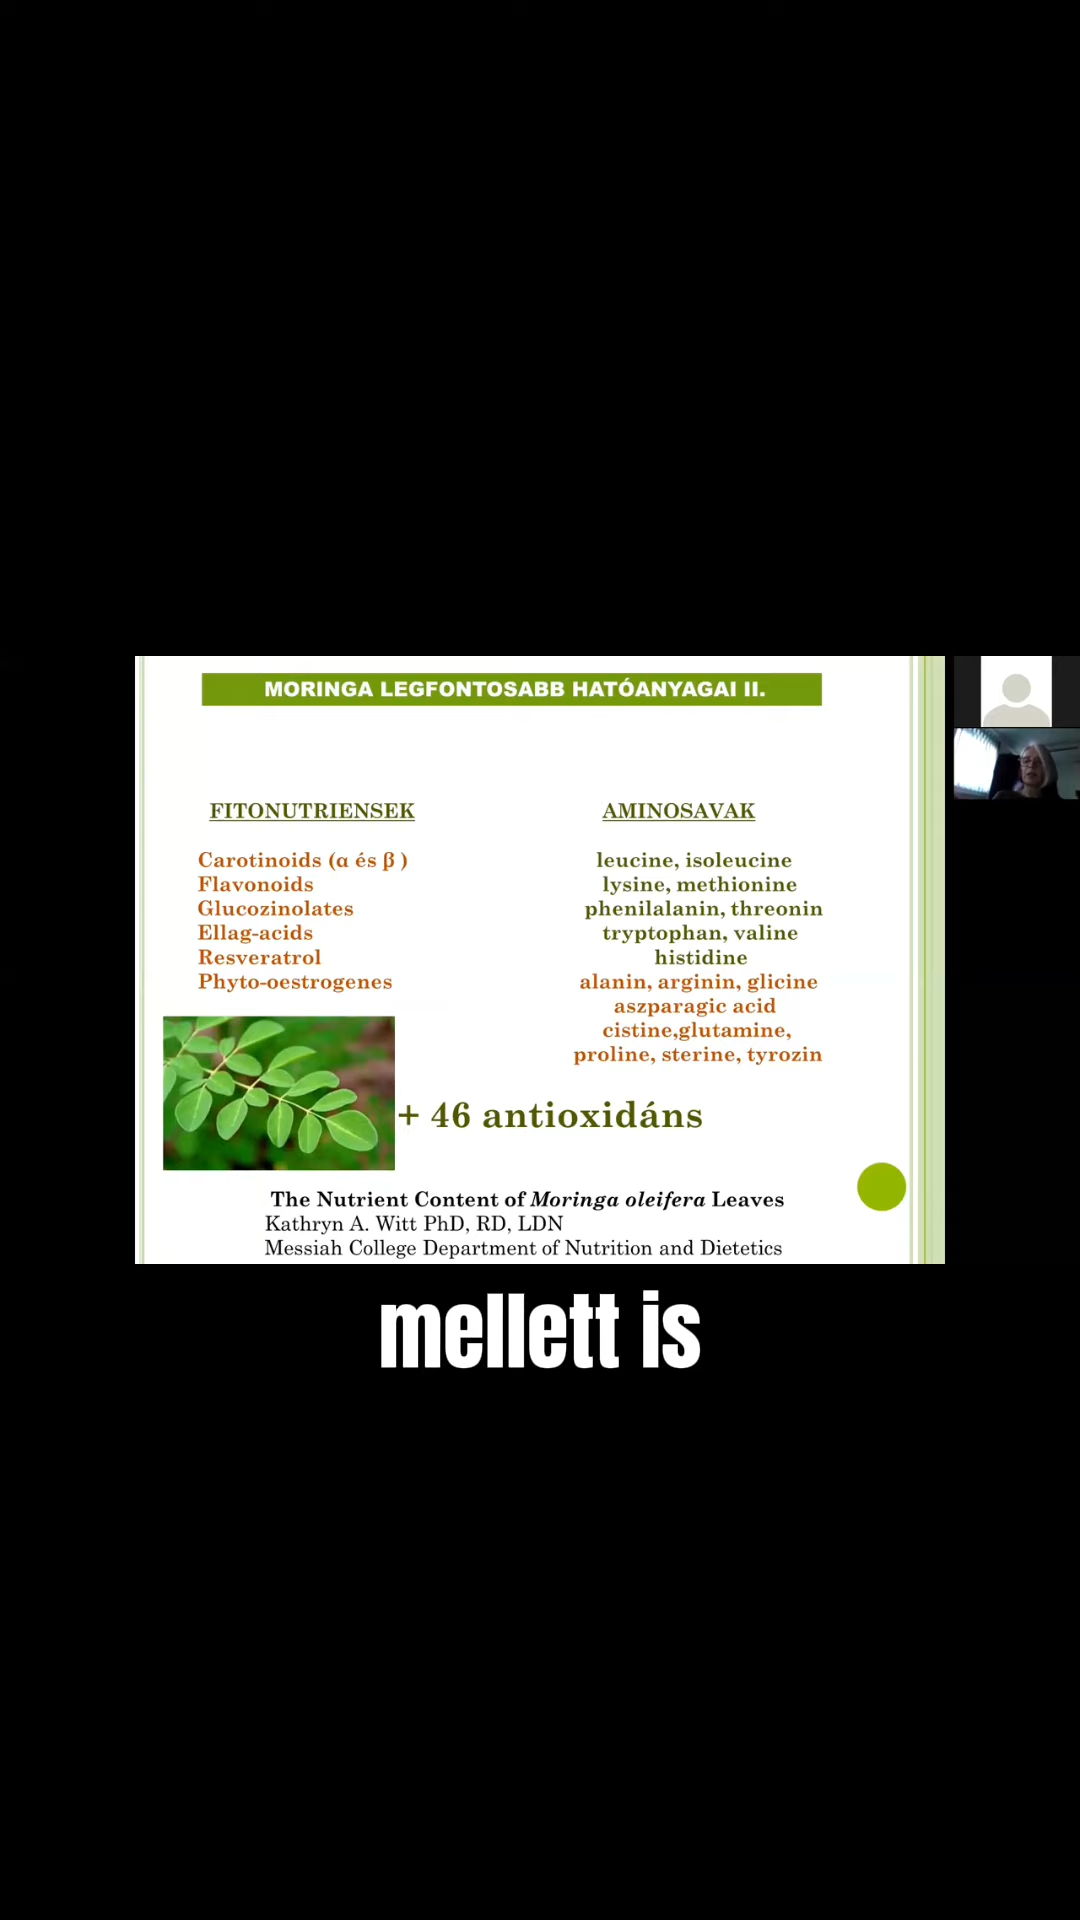 MORINGA LEGFONTOSABB HATÓANYAGAI II.
FITONUTRIENSEK
Carotinoids (α és β )
Flavonoids
Glucozinolates
Ellag-acids
Resveratrol
Phyto-oestrogenes
AMINOSAVAK
leucine, isoleucine
lysine, methionine
phenilalanin, threonin
tryptophan, valine
histidine
alanin, arginin, glicine
aszparagic acid
cistine,glutamine,
proline, sterine, tyrozin
+ 46 antioxidáns
The Nutrient Content of Moringa oleifera Leaves
Kathryn A. Witt PhD, RD, LDN
Messiah College Department of Nutrition and Dietetics
mellett is